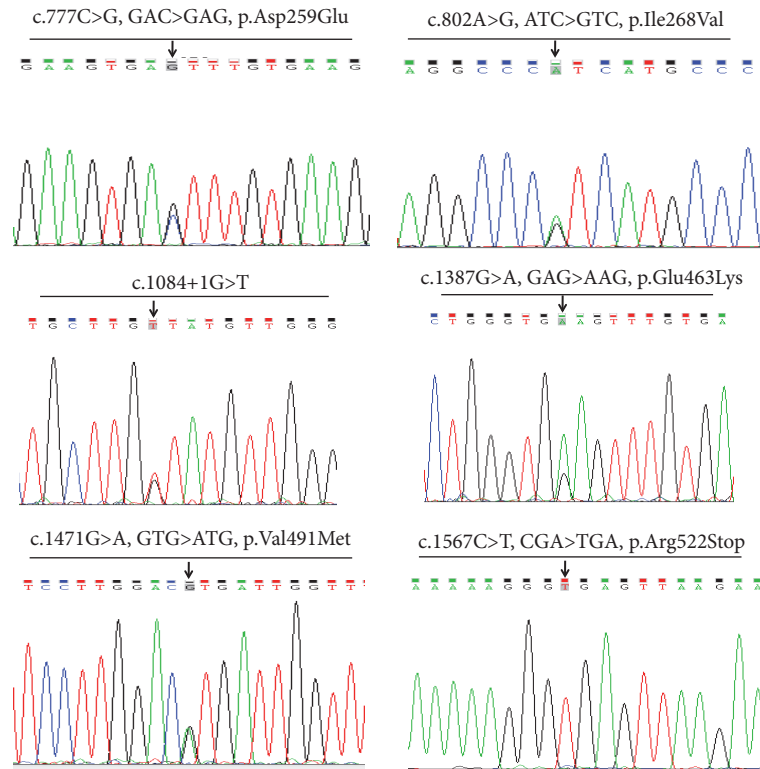 c.777C>G, GAC>GAG, p.Asp259Glu
G A A G T G A G T T T G T G A A G
c.802A>G, ATC>GTC, p.Ile268Val
A G G C C C A T C A T G C C C
c.1084+1G>T
T G C T T G T T A T G T T G G G
c.1387G>A, GAG>AAG, p.Glu463Lys
C T G G G T G A A G T T T G T G A
c.1471G>A, GTG>ATG, p.Val491Met
T C C T T G G A C G T G A T T G G T T
c.1567C>T, CGA>TGA, p.Arg522Stop
A A A A A G G G T G A G T T A A G A A